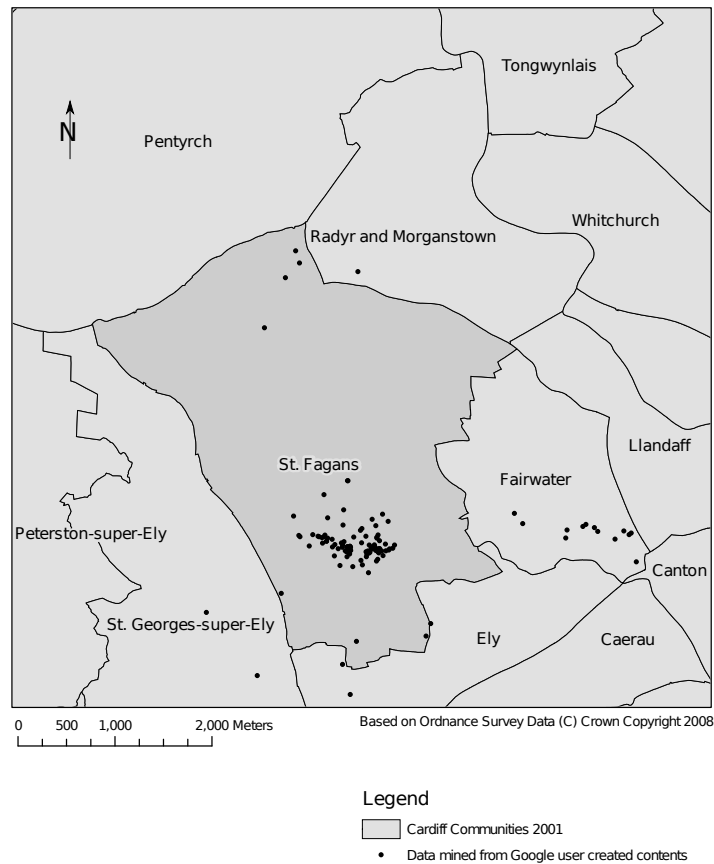 Tongwynlais
N
Pentyrch
Whitchurch
Radyr and Morganstown
Llandaff
St. Fagans
Fairwater
Peterston-super-Ely
Canton
St. Georges-super-Ely
Ely
Caerau
0 500 1,000 2,000 Meters
Based on Ordnance Survey Data (C) Crown Copyright 2008
Legend
Cardiff Communities 2001
Data mined from Google user created contents